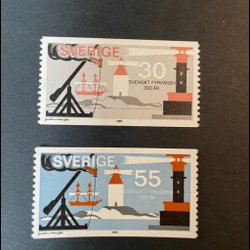 SVERIGE
30
SVENSKT FYRVÄSEN
300 ÅR
SVERIGE
55
SVENSKT FYRVÄSEN
300 ÅR